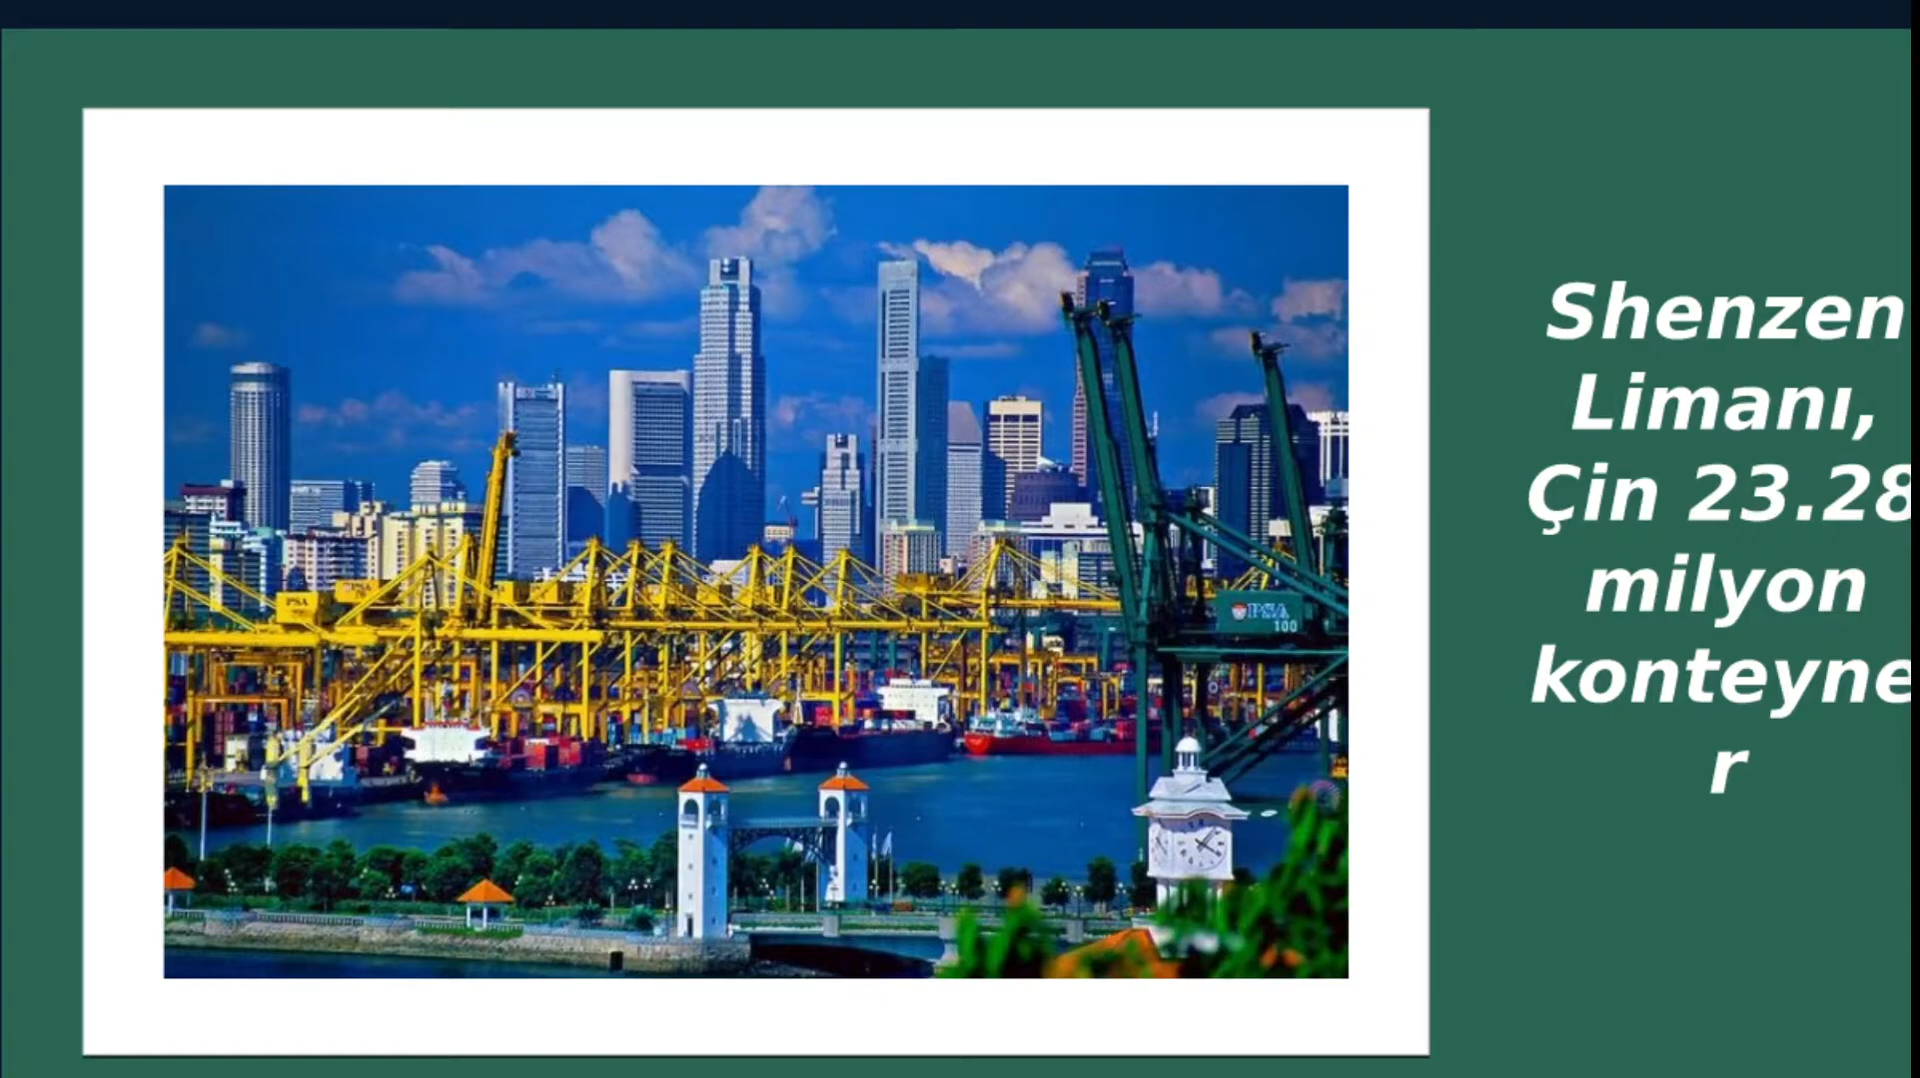 Shenzen
Limanı,
Çin 23.28
milyon
konteyne
r
PSA
PSA
100